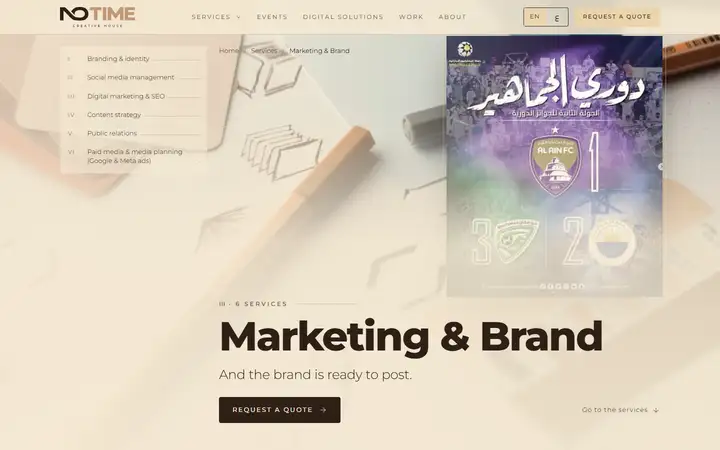 NOTIME
CREATIVE HOUSE
SERVICES
EVENTS
DIGITAL SOLUTIONS
WORK
ABOUT
EN
ع
REQUEST A QUOTE
I Branding & identity
II Social media management
III Digital marketing & SEO
IV Content strategy
V Public relations
VI Paid media & media planning
(Google & Meta ads)
Home
Services
Marketing & Brand
دوري الجماهير
الجولة الثانية للجوائز الدورية
AL AIN FC
1
3
2
III - 6 SERVICES
Marketing & Brand
And the brand is ready to post.
REQUEST A QUOTE →
Go to the services ↓